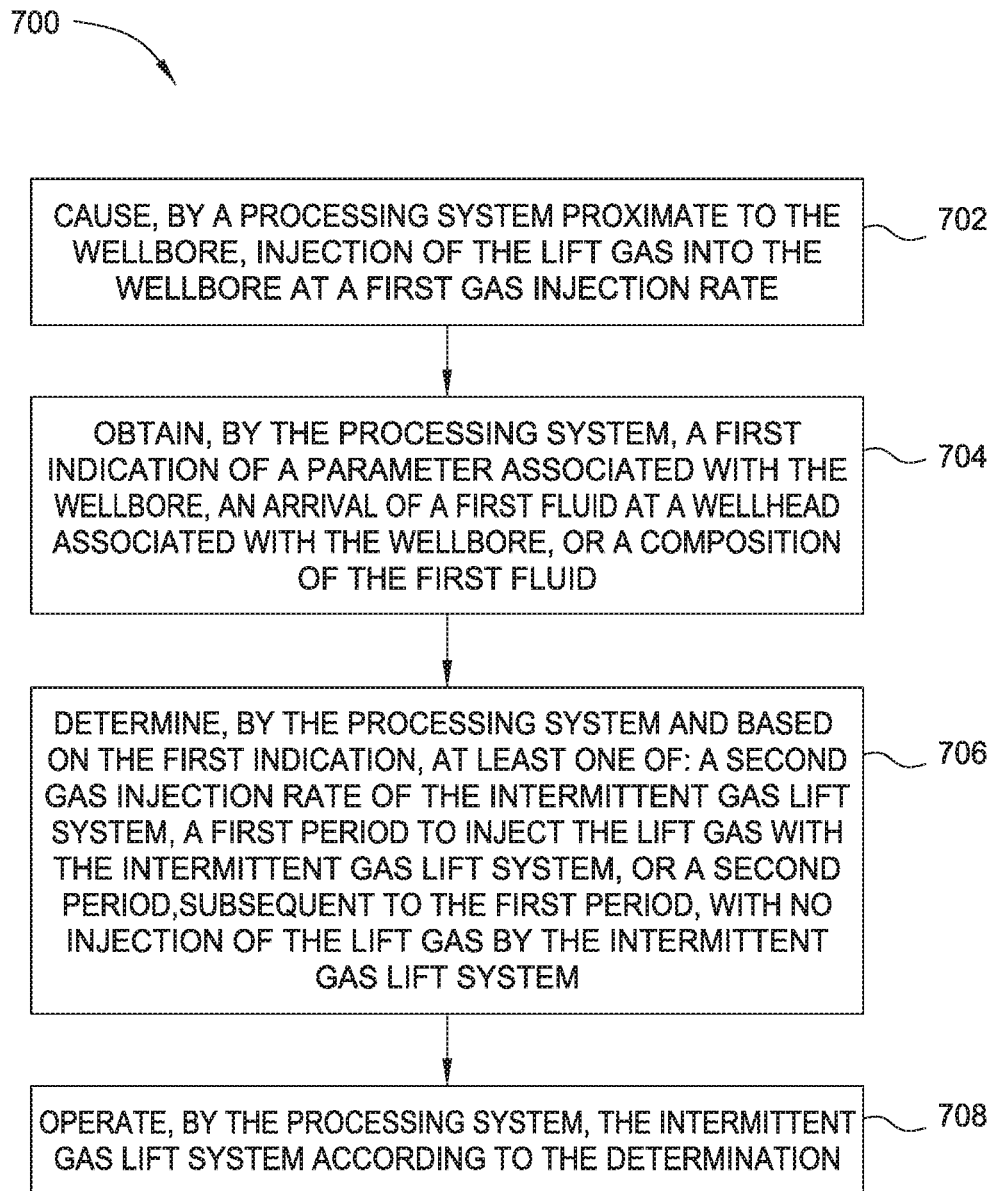 700
CAUSE, BY A PROCESSING SYSTEM PROXIMATE TO THE
WELLBORE, INJECTION OF THE LIFT GAS INTO THE
WELLBORE AT A FIRST GAS INJECTION RATE
702
OBTAIN, BY THE PROCESSING SYSTEM, A FIRST
INDICATION OF A PARAMETER ASSOCIATED WITH THE
WELLBORE, AN ARRIVAL OF A FIRST FLUID AT A WELLHEAD
ASSOCIATED WITH THE WELLBORE, OR A COMPOSITION
OF THE FIRST FLUID
704
DETERMINE, BY THE PROCESSING SYSTEM AND BASED
ON THE FIRST INDICATION, AT LEAST ONE OF: A SECOND
GAS INJECTION RATE OF THE INTERMITTENT GAS LIFT
SYSTEM, A FIRST PERIOD TO INJECT THE LIFT GAS WITH
THE INTERMITTENT GAS LIFT SYSTEM, OR A SECOND
PERIOD,SUBSEQUENT TO THE FIRST PERIOD, WITH NO
INJECTION OF THE LIFT GAS BY THE INTERMITTENT
GAS LIFT SYSTEM
706
OPERATE, BY THE PROCESSING SYSTEM, THE INTERMITTENT
GAS LIFT SYSTEM ACCORDING TO THE DETERMINATION
708